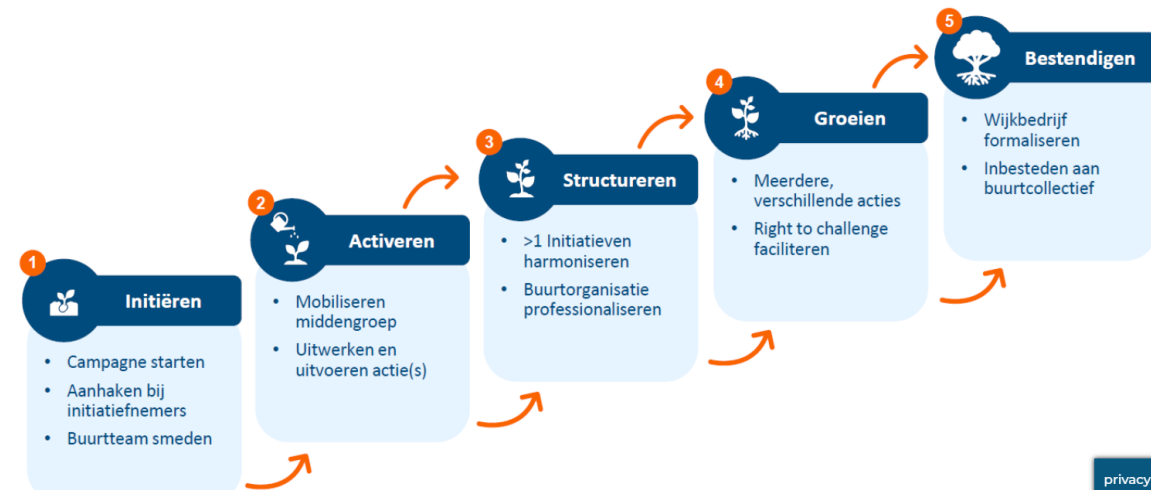 1
Initiëren
• Campagne starten
• Aanhaken bij
initiatiefnemers
• Buurtteam smeden
2
Activeren
• Mobiliseren
middengroep
• Uitwerken en
uitvoeren actie(s)
3
Structureren
• >1 Initiatieven
harmoniseren
• Buurtorganisatie
professionaliseren
4
Groeien
• Meerdere,
verschillende acties
• Right to challenge
faciliteren
5
Bestendigen
• Wijkbedrijf
formaliseren
• Inbesteden aan
buurtcollectief
privacy